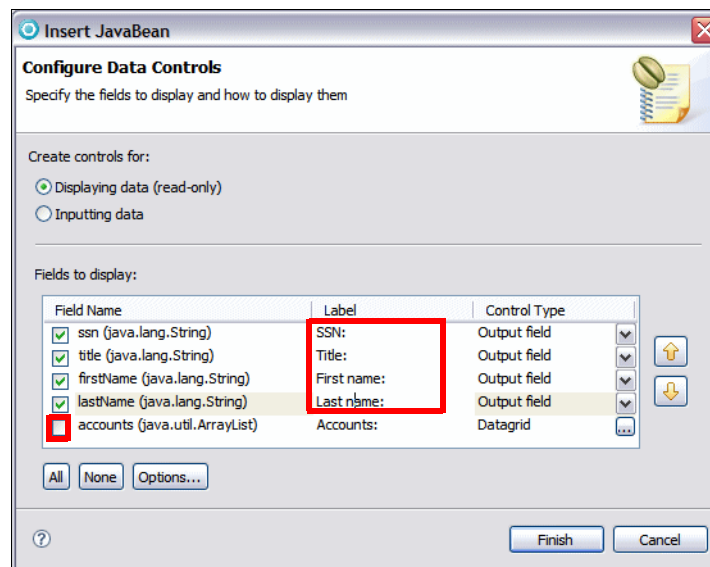 Insert JavaBean
Configure Data Controls
Specify the fields to display and how to display them
Create controls for:
Displaying data (read-only)
Inputting data
Fields to display:
Field Name Label Control Type
ssn (java.lang.String) SSN: Output field
title (java.lang.String) Title: Output field
firstName (java.lang.String) First name: Output field
lastName (java.lang.String) Last name: Output field
accounts (java.util.ArrayList) Accounts: Datagrid ...
All None Options...
? Finish Cancel